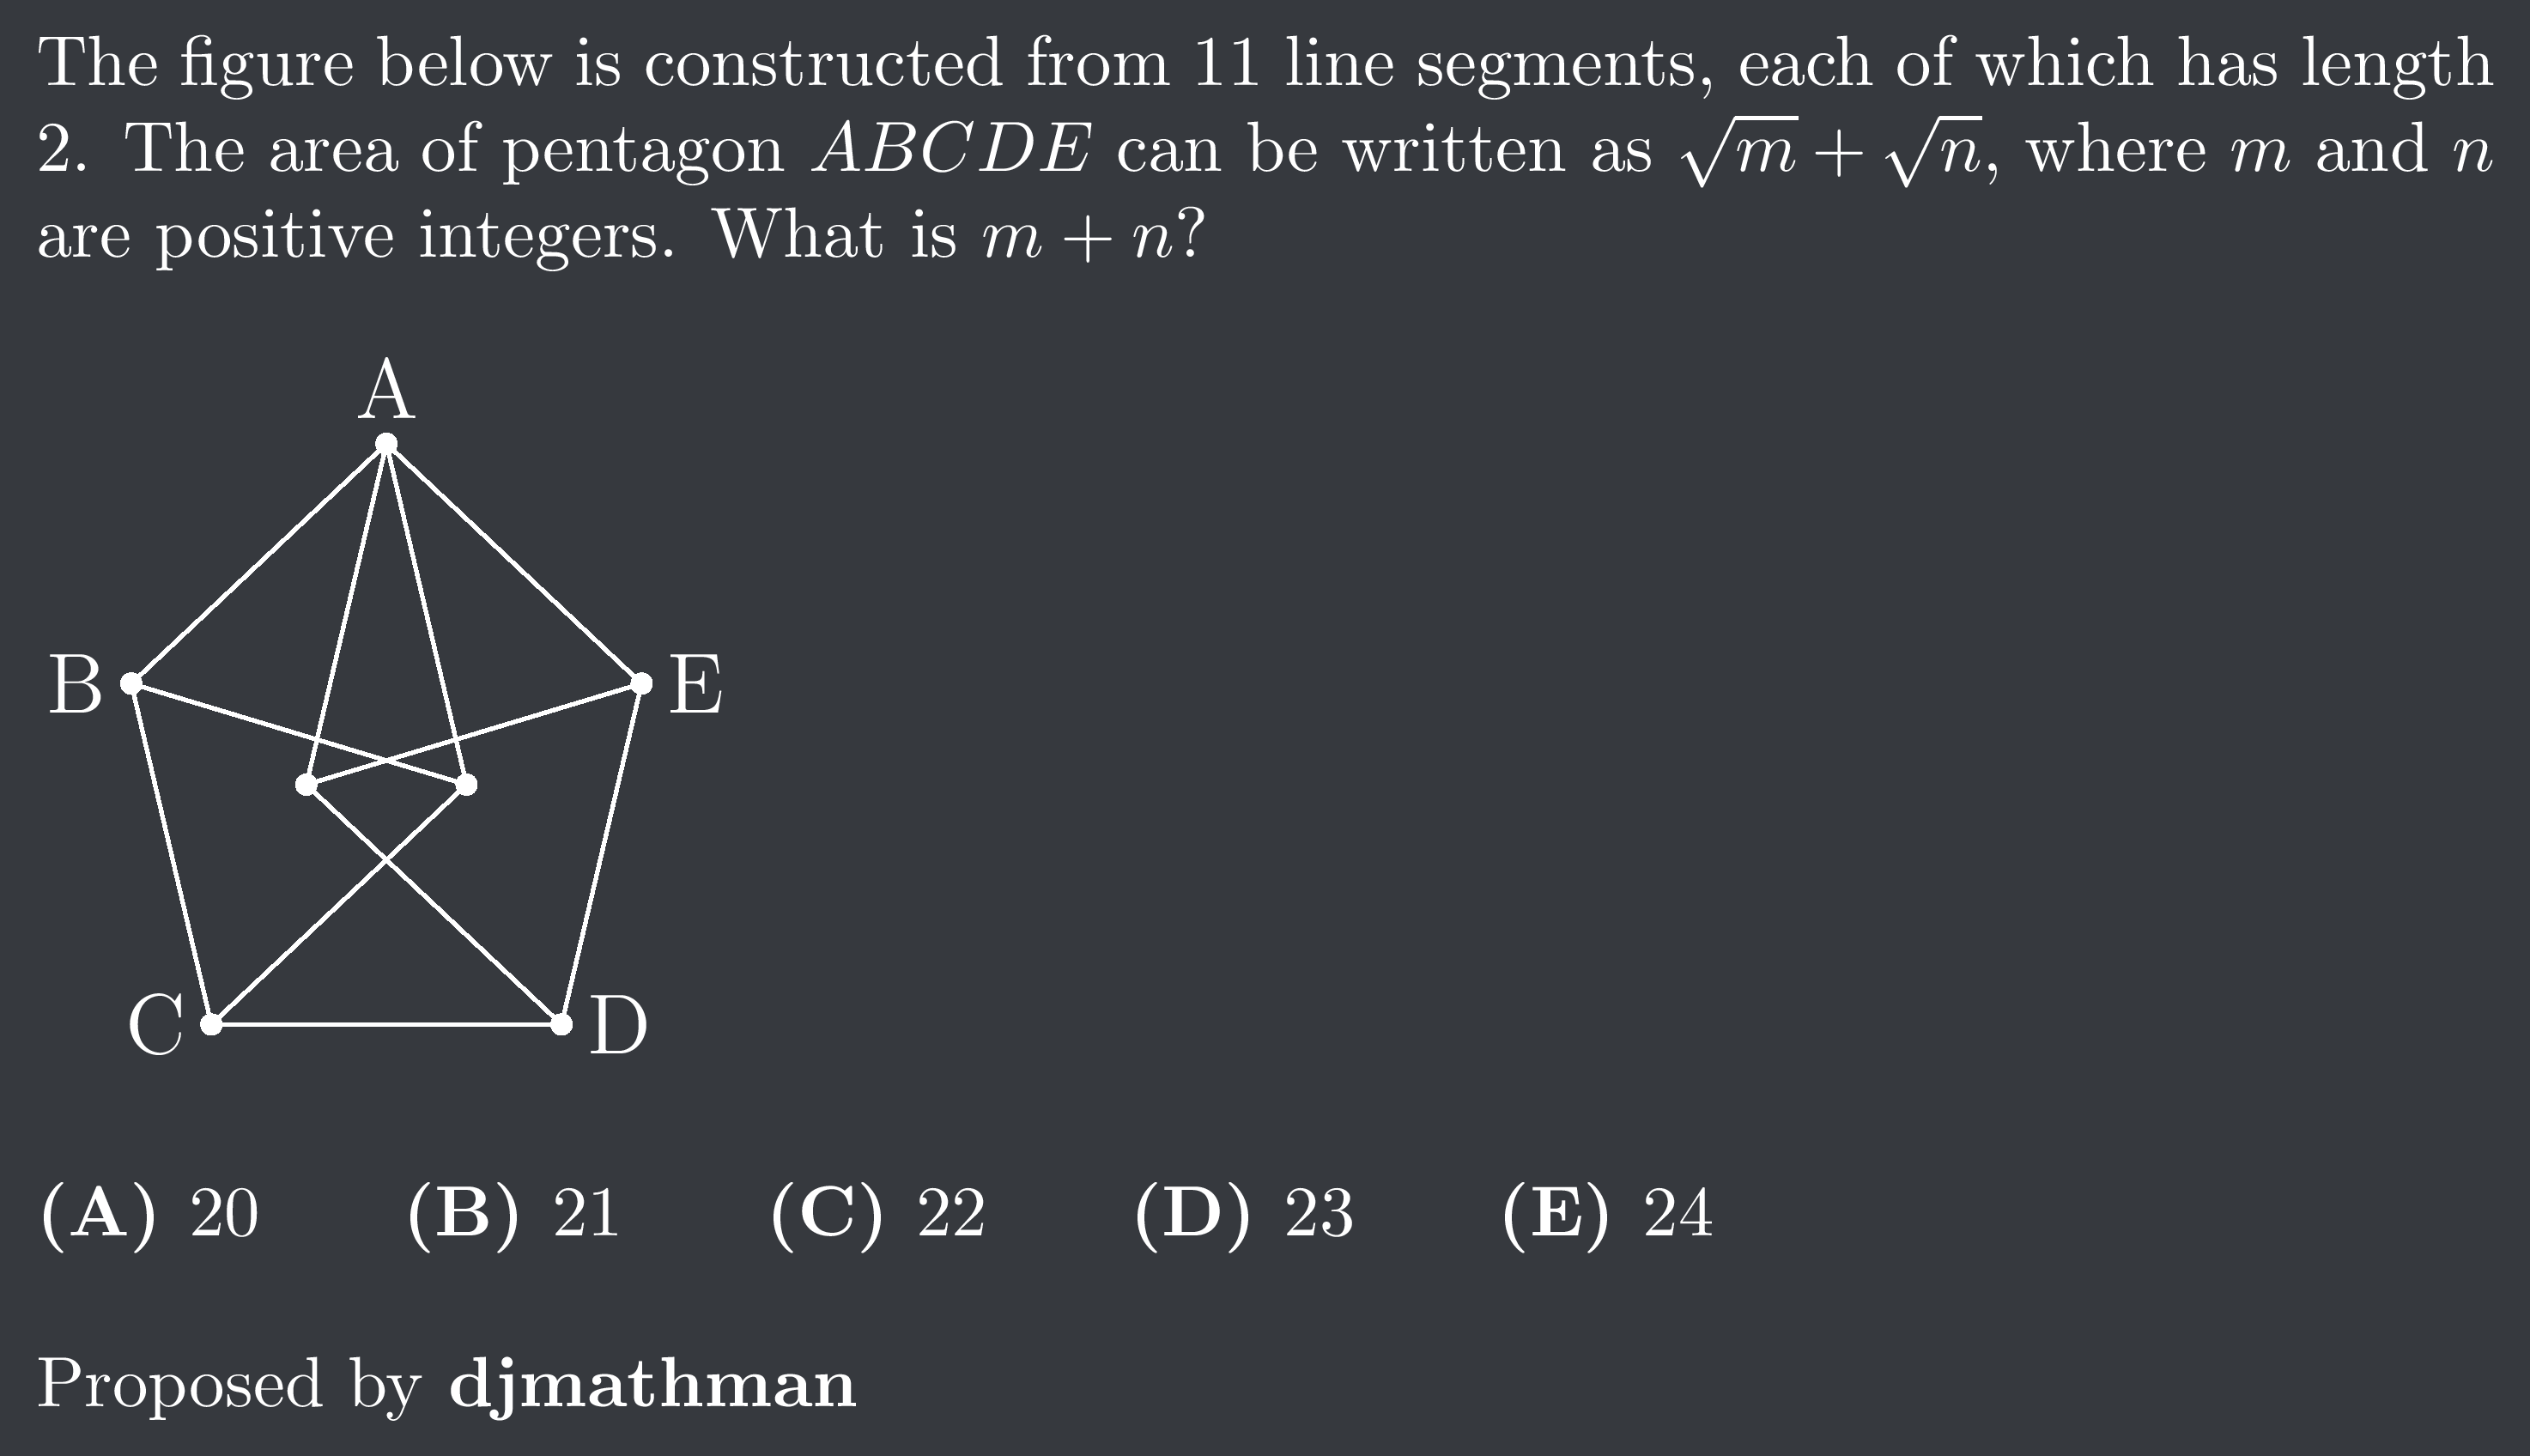 The figure below is constructed from 11 line segments, each of which has length
2. The area of pentagon ABCDE can be written as √m + √n, where m and n
are positive integers. What is m + n?
A
B
E
C
D
(A) 20 (B) 21 (C) 22 (D) 23 (E) 24
Proposed by djmathman